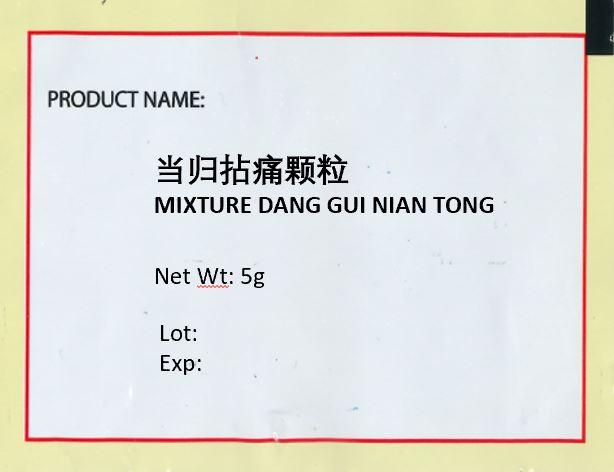 PRODUCT NAME:
当归拈痛颗粒
MIXTURE DANG GUI NIAN TONG
Net Wt: 5g
Lot:
Exp: